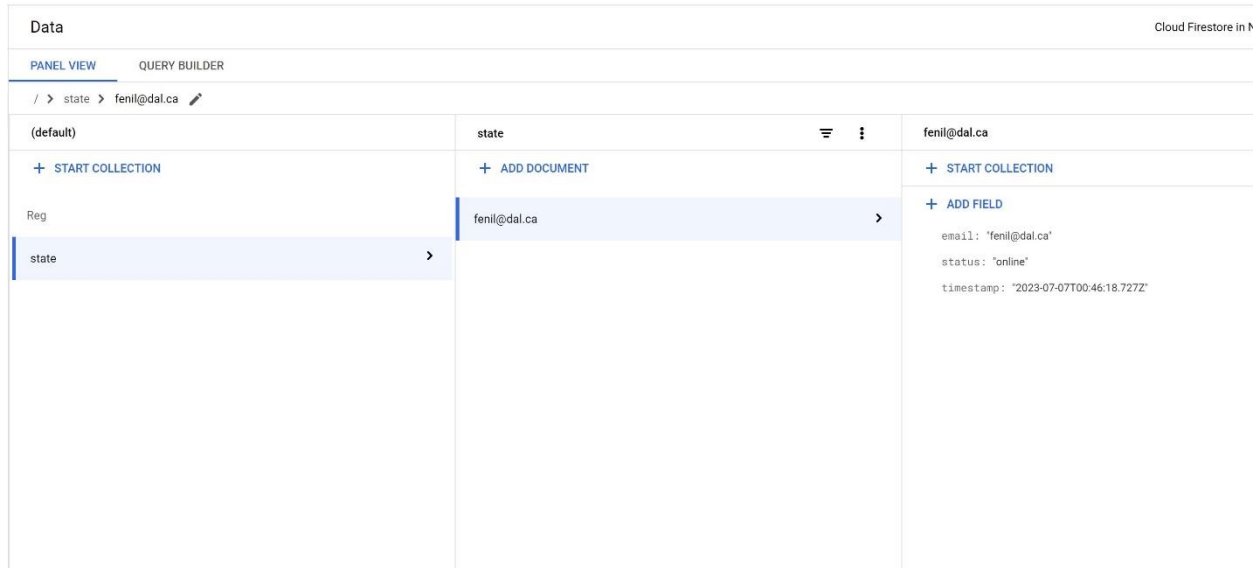 Data
Cloud Firestore in N
PANEL VIEW QUERY BUILDER
/ > state > fenil@dal.ca
(default)
+ START COLLECTION
Reg
state
state
+ ADD DOCUMENT
fenil@dal.ca
fenil@dal.ca
+ START COLLECTION
+ ADD FIELD
email: "fenil@dal.ca"
status: "online"
timestamp: "2023-07-07T00:46:18.727Z"